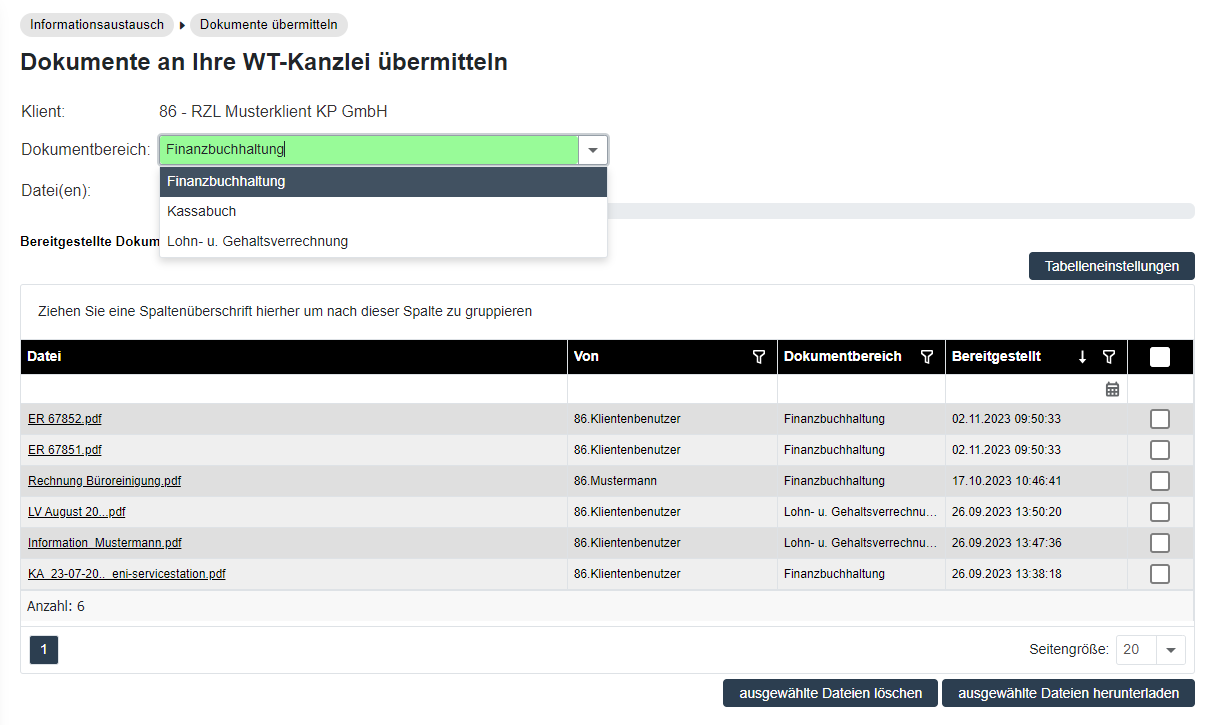 Informationsaustausch Dokumente übermitteln
Dokumente an Ihre WT-Kanzlei übermitteln
Klient: 86 - RZL Musterklient KP GmbH
Dokumentbereich: Finanzbuchhaltung
Finanzbuchhaltung
Datei(en):
Kassabuch
Bereitgestellte Dokum
Lohn- u. Gehaltsverrechnung
Tabelleneinstellungen
Ziehen Sie eine Spaltenüberschrift hierher um nach dieser Spalte zu gruppieren
Datei Von Dokumentbereich Bereitgestellt
ER 67852.pdf 86.Klientenbenutzer Finanzbuchhaltung 02.11.2023 09:50:33
ER 67851.pdf 86.Klientenbenutzer Finanzbuchhaltung 02.11.2023 09:50:33
Rechnung Büroreinigung.pdf 86.Mustermann Finanzbuchhaltung 17.10.2023 10:46:41
LV August 20...pdf 86.Klientenbenutzer Lohn- u. Gehaltsverrechnu... 26.09.2023 13:50:20
Information_Mustermann.pdf 86.Klientenbenutzer Lohn- u. Gehaltsverrechnu... 26.09.2023 13:47:36
KA_23-07-20.._eni-servicestation.pdf 86.Klientenbenutzer Finanzbuchhaltung 26.09.2023 13:38:18
Anzahl: 6
1 Seitengröße: 20
ausgewählte Dateien löschen ausgewählte Dateien herunterladen